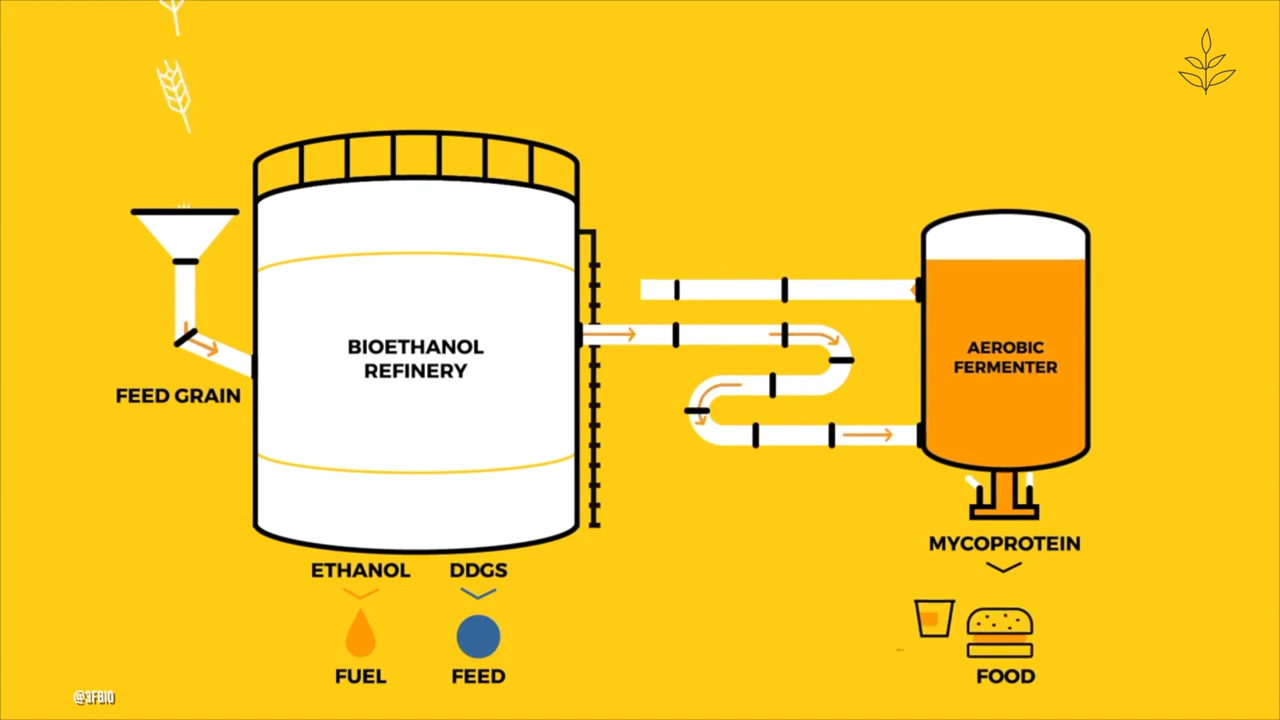 BIOETHANOL
REFINERY
AEROBIC
FERMENTER
FEED GRAIN
MYCOPROTEIN
ETHANOL
DDGS
FUEL
FEED
FOOD
@3FBIO